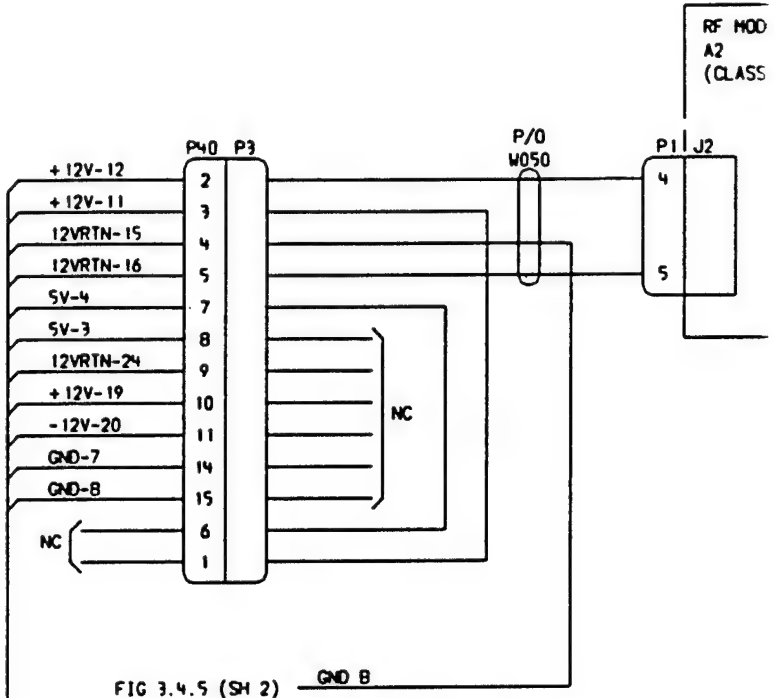 RF MOD
A2
(CLASS
P/O
W050
P40 P3
P1 J2
+12V-12 2 4
+12V-11 3
12VRTN-15 4
12VRTN-16 5 5
5V-4 7
5V-3 8
12VRTN-24 9
+12V-19 10
NC
-12V-20 11
GND-7 14
GND-8 15
6
NC
1
FIG 3.4.5 (SH 2) GND B